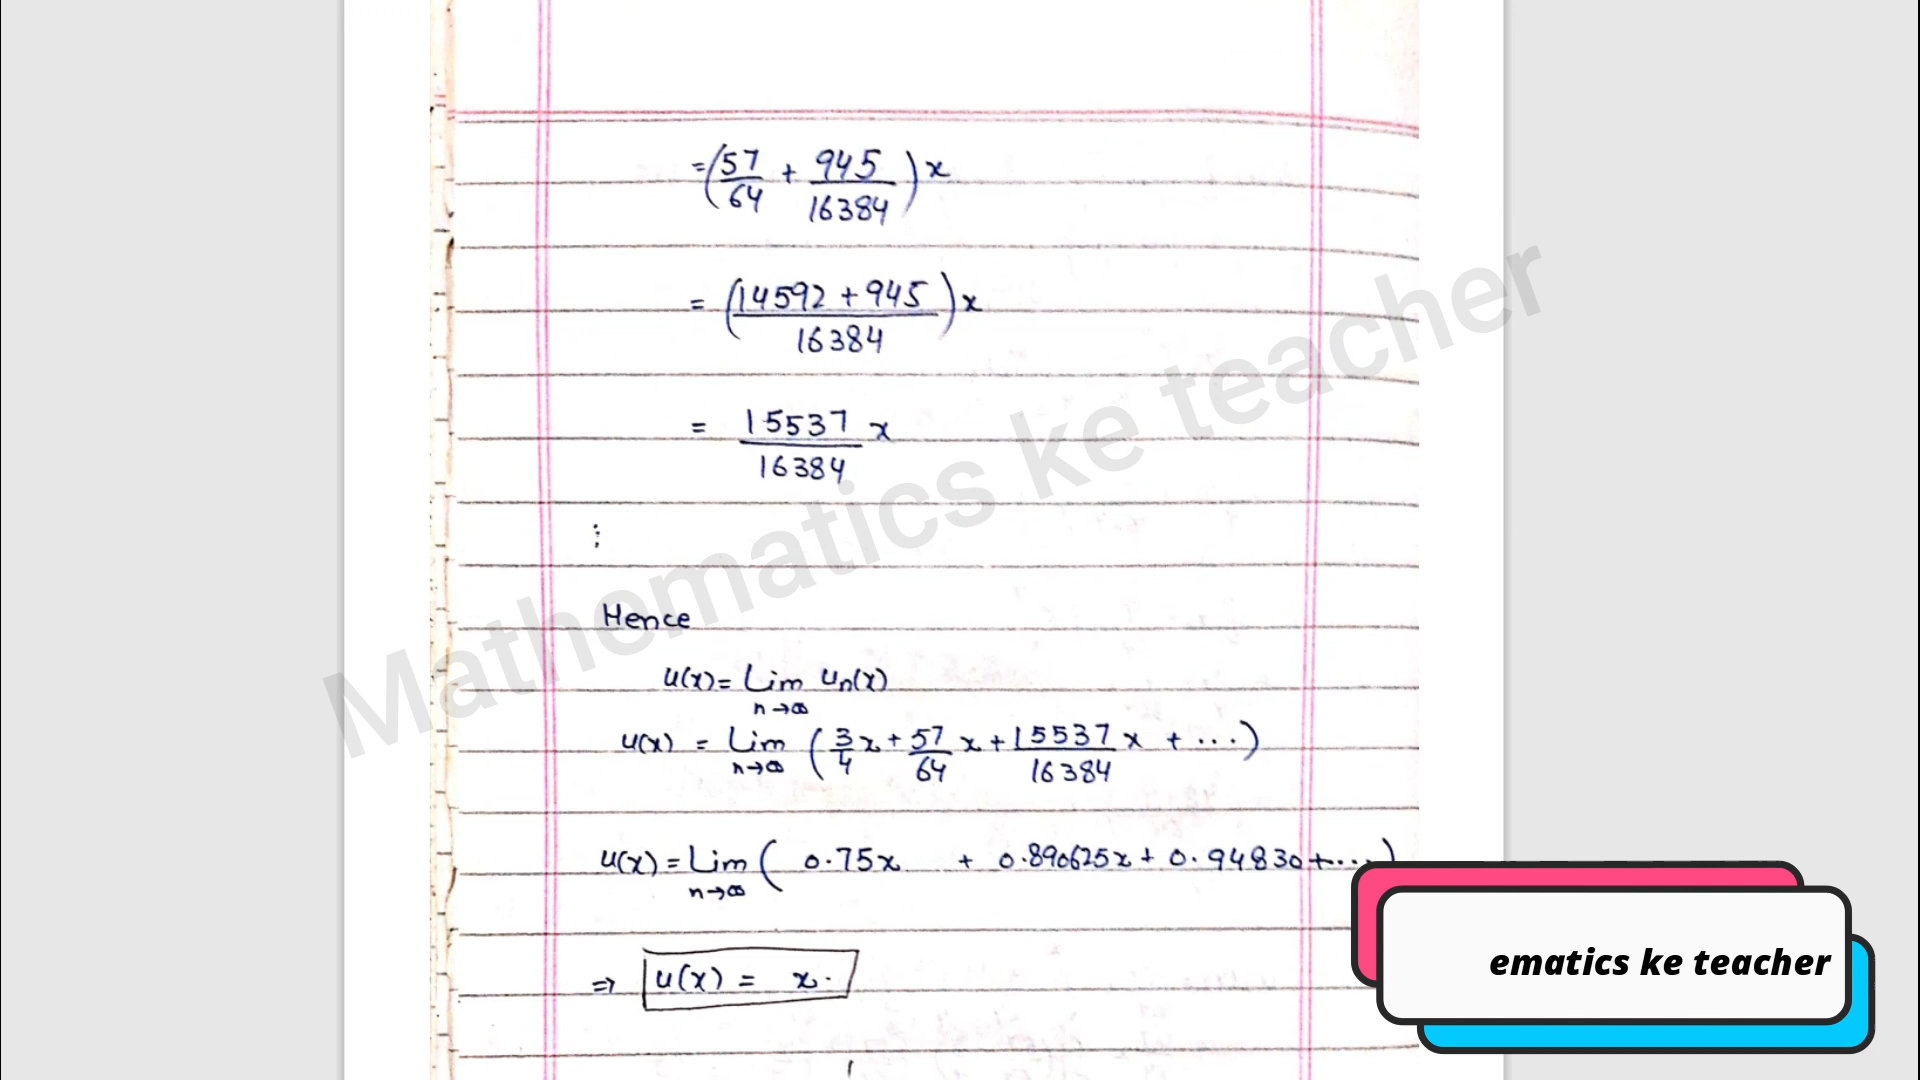 =(57/64 + 945/16384)x
= (14592 + 945/16384)x
= 15537/16384 x
⋮
Hence
u(x) = Lim n→∞ un(x)
u(x) = Lim n→∞ (3/4 x + 57/64 x + 15537/16384 x + ...)
u(x) = Lim n→∞ ( 0.75x + 0.890625x + 0.94830 + ...)
⇒ u(x) = x.
Mathematics ke teacher
ematics ke teacher